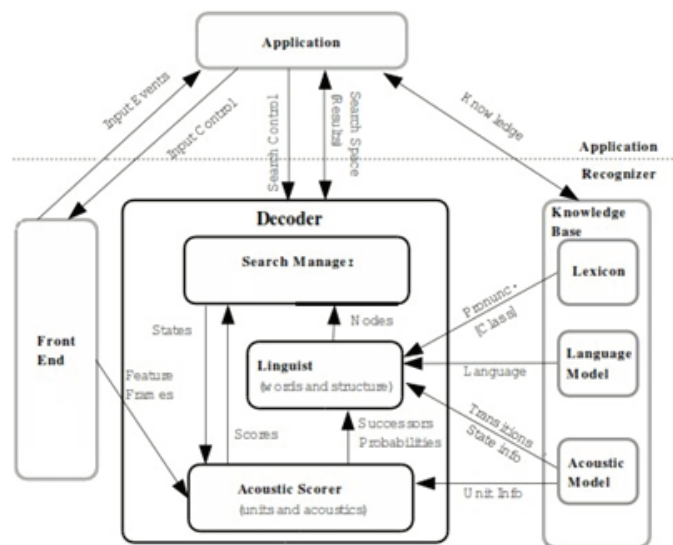 Application
Input Events
Input Control
Search Control
Search Space
(Results)
Knowledge
Application
Recognizer
Decoder
Knowledge
Base
Search Manager
Lexicon
Pronunc.
(Class)
States
Nodes
Front
End
Linguist
(words and structure)
Language
Language
Model
Feature
Frames
Scores
Successors
Probabilities
Transitions
State Info
Acoustic Scorer
(units and acoustics)
Unit Info
Acoustic
Model